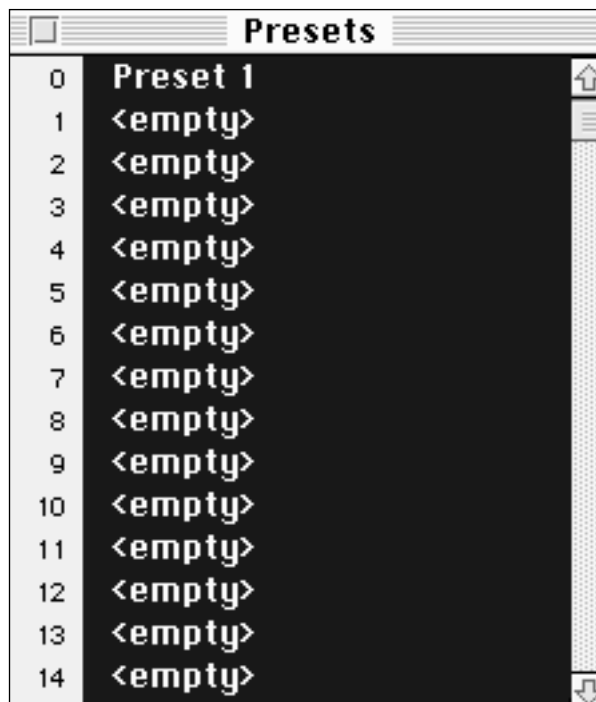 Presets
0 Preset 1
1 <empty>
2 <empty>
3 <empty>
4 <empty>
5 <empty>
6 <empty>
7 <empty>
8 <empty>
9 <empty>
10 <empty>
11 <empty>
12 <empty>
13 <empty>
14 <empty>